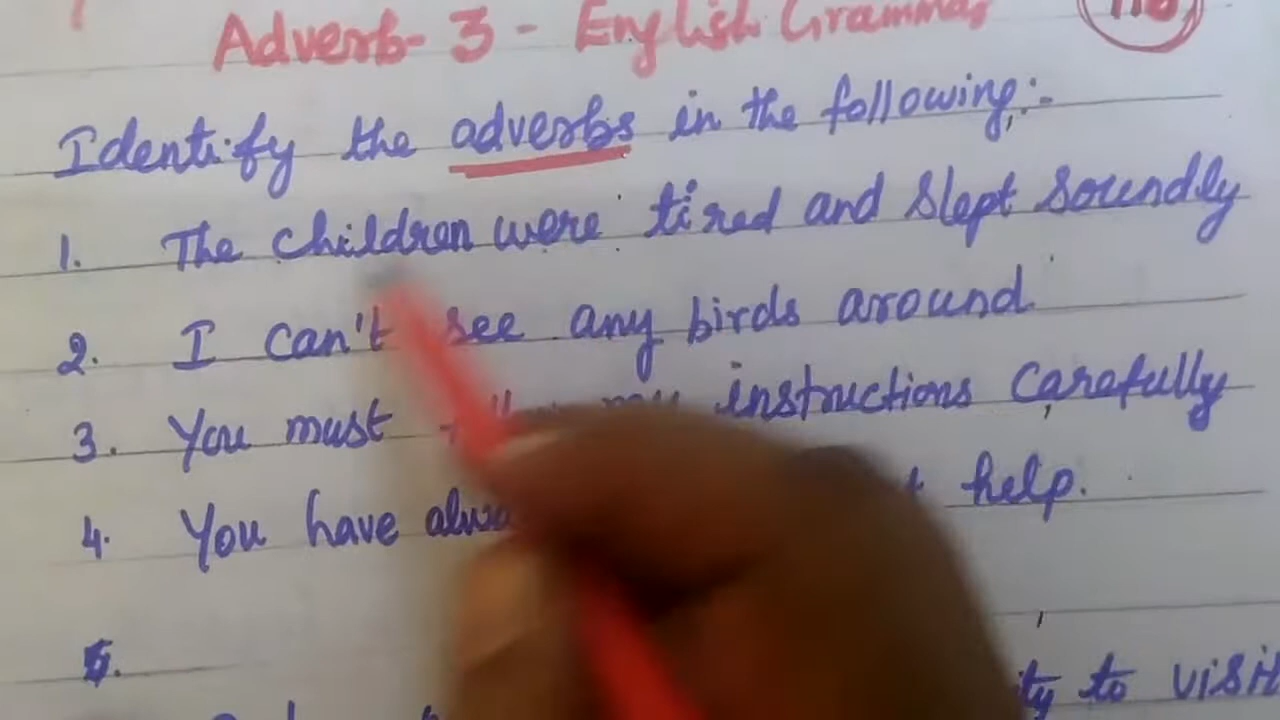 Adverb- 3 - English Grammar
Identify the adverbs in the following:-
1. The children were tired and slept soundly
2. I can't see any birds around
3. You must instructions carefully
4. You have help.
5.
to visit